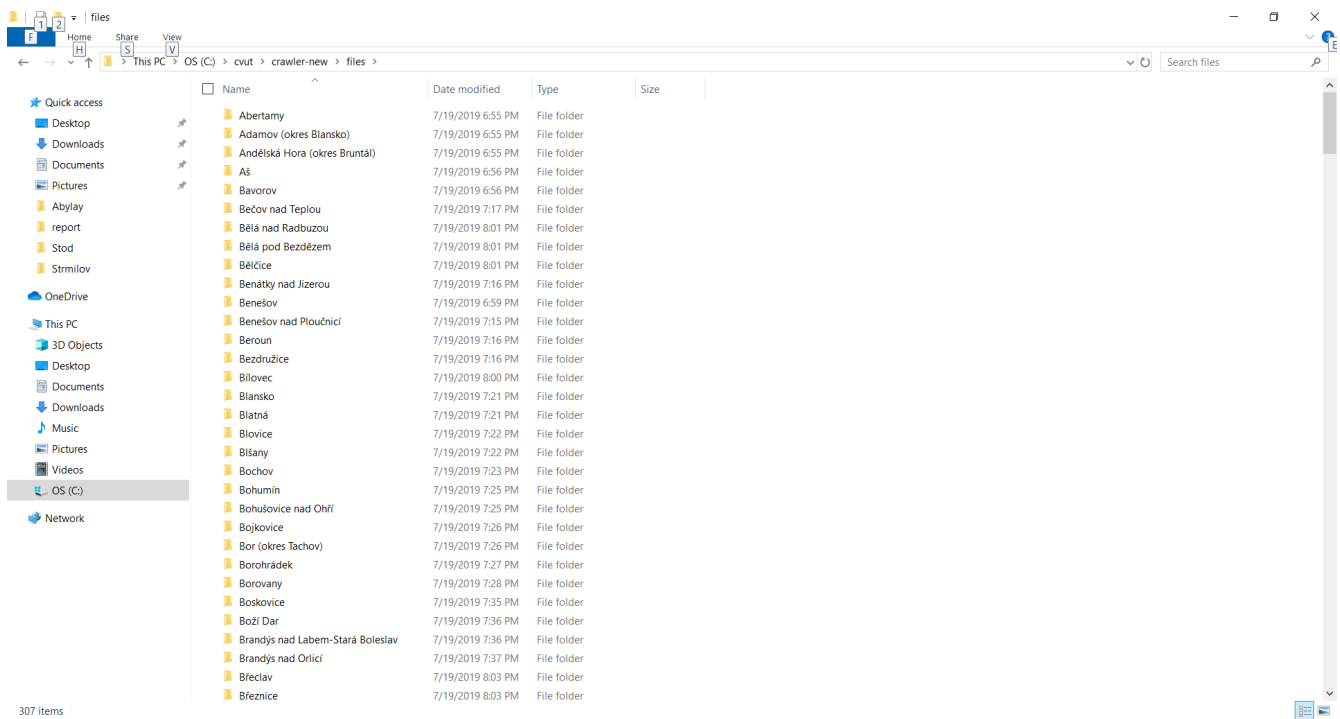 1 2 files
F Home Share View
H S V E
This PC > OS (C:) > cvut > crawler-new > files > Search files
Name Date modified Type Size
Quick access
Desktop
Downloads
Documents
Pictures
Abylay
report
Stod
Strmilov
OneDrive
This PC
3D Objects
Desktop
Documents
Downloads
Music
Pictures
Videos
OS (C:)
Network
Abertamy 7/19/2019 6:55 PM File folder
Adamov (okres Blansko) 7/19/2019 6:55 PM File folder
Andělská Hora (okres Bruntál) 7/19/2019 6:55 PM File folder
Aš 7/19/2019 6:56 PM File folder
Bavorov 7/19/2019 6:56 PM File folder
Bečov nad Teplou 7/19/2019 7:17 PM File folder
Bělá nad Radbuzou 7/19/2019 8:01 PM File folder
Bělá pod Bezdězem 7/19/2019 8:01 PM File folder
Bělčice 7/19/2019 8:01 PM File folder
Benátky nad Jizerou 7/19/2019 7:16 PM File folder
Benešov 7/19/2019 6:59 PM File folder
Benešov nad Ploučnicí 7/19/2019 7:15 PM File folder
Beroun 7/19/2019 7:16 PM File folder
Bezdružice 7/19/2019 7:16 PM File folder
Bílovec 7/19/2019 8:00 PM File folder
Blansko 7/19/2019 7:21 PM File folder
Blatná 7/19/2019 7:21 PM File folder
Blovice 7/19/2019 7:22 PM File folder
Blšany 7/19/2019 7:22 PM File folder
Bochov 7/19/2019 7:23 PM File folder
Bohumín 7/19/2019 7:25 PM File folder
Bohušovice nad Ohří 7/19/2019 7:25 PM File folder
Bojkovice 7/19/2019 7:26 PM File folder
Bor (okres Tachov) 7/19/2019 7:26 PM File folder
Borohrádek 7/19/2019 7:27 PM File folder
Borovany 7/19/2019 7:28 PM File folder
Boskovice 7/19/2019 7:35 PM File folder
Boží Dar 7/19/2019 7:36 PM File folder
Brandýs nad Labem-Stará Boleslav 7/19/2019 7:36 PM File folder
Brandýs nad Orlicí 7/19/2019 7:37 PM File folder
Břeclav 7/19/2019 8:03 PM File folder
Březnice 7/19/2019 8:03 PM File folder
307 items